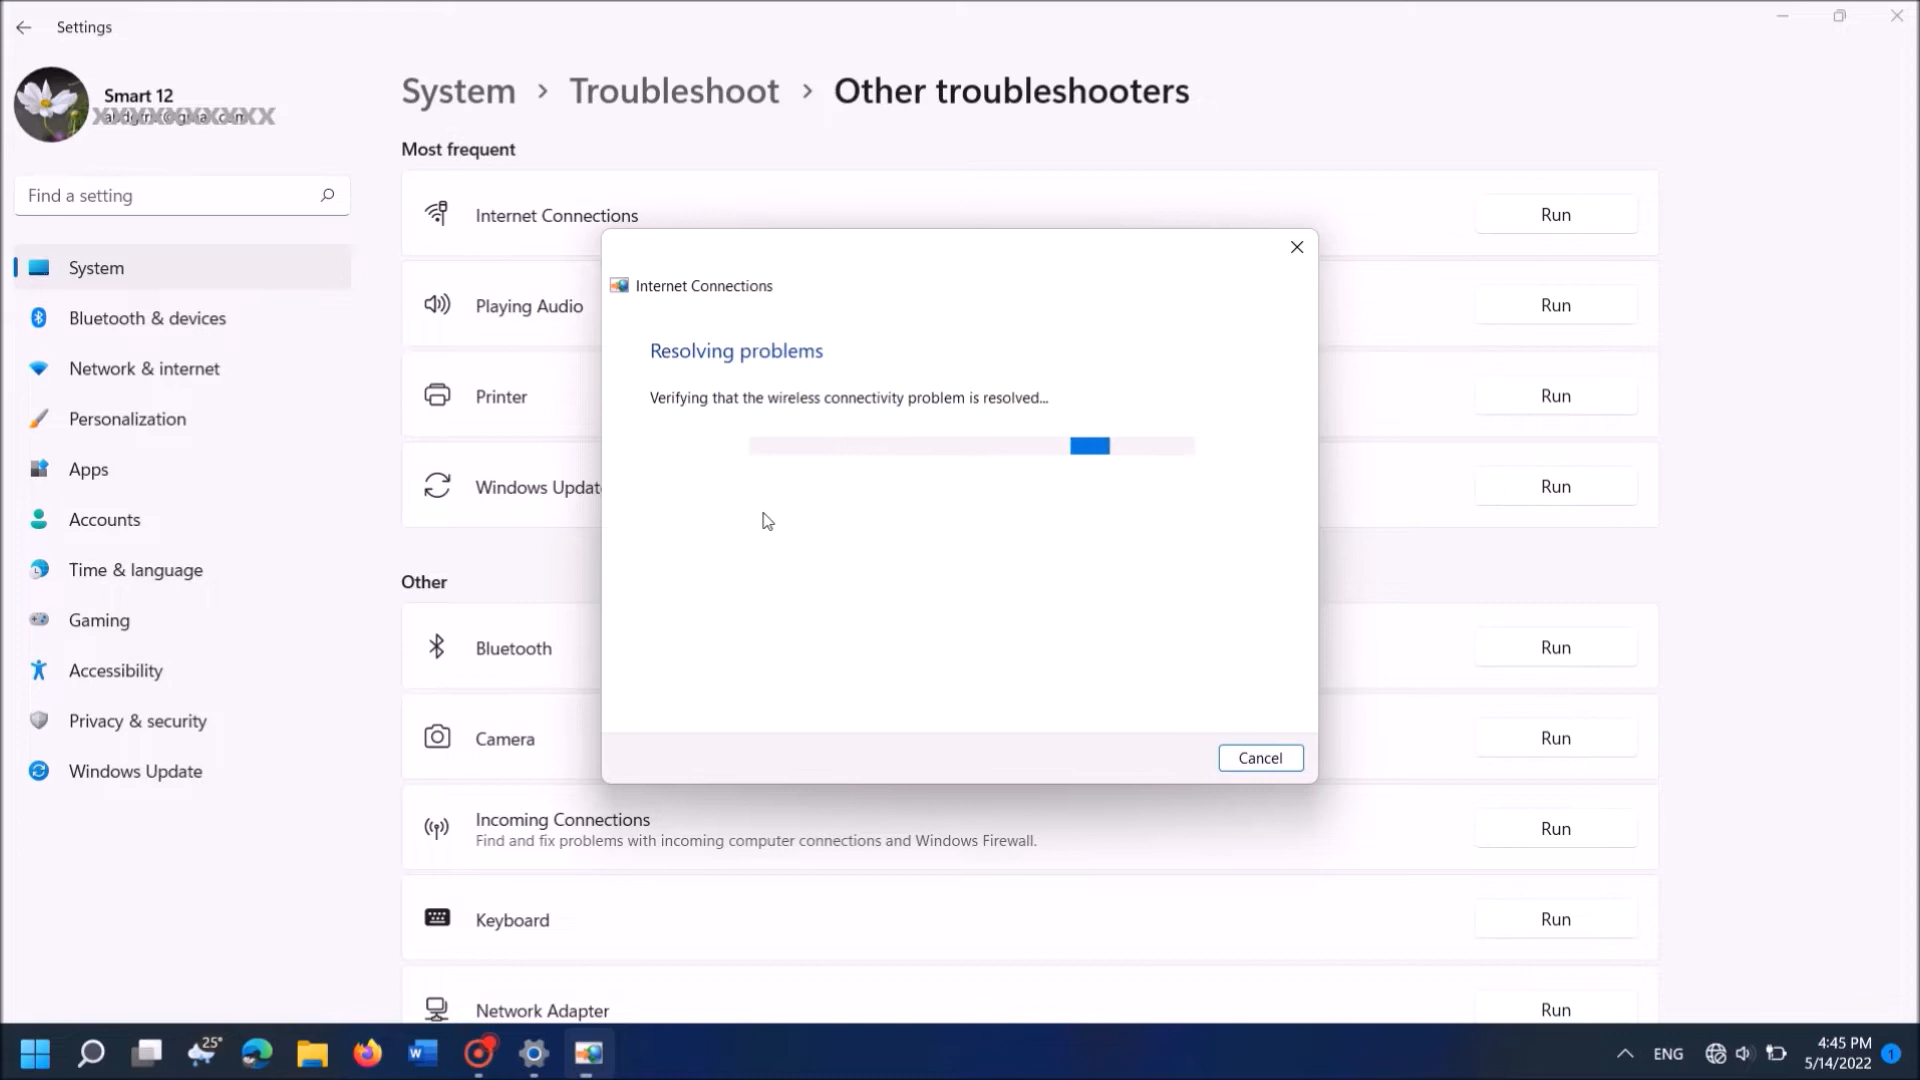 Settings
Smart 12
Find a setting
System
Bluetooth & devices
Network & internet
Personalization
Apps
Accounts
Time & language
Gaming
Accessibility
Privacy & security
Windows Update
System > Troubleshoot > Other troubleshooters
Most frequent
Internet Connections
Run
Playing Audio
Run
Printer
Run
Windows Updat
Run
Other
Bluetooth
Run
Camera
Run
Incoming Connections
Find and fix problems with incoming computer connections and Windows Firewall.
Run
Keyboard
Run
Network Adapter
Run
Internet Connections
Resolving problems
Verifying that the wireless connectivity problem is resolved...
Cancel
25°
W
ENG
4:45 PM
5/14/2022
1